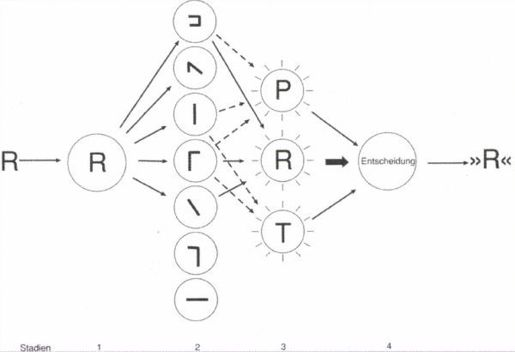 P
R
R
R
Entscheidung
»R«
T
Stadien 1 2 3 4